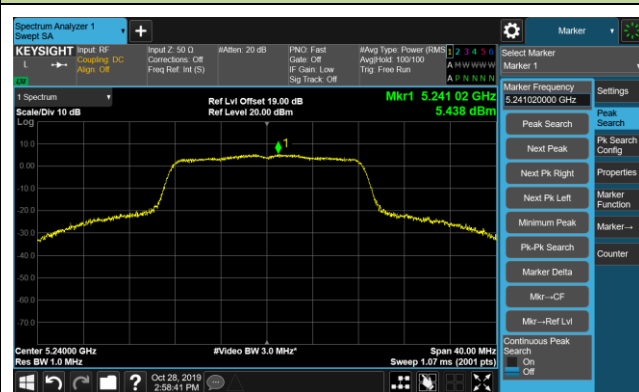 Spectrum Analyzer 1
Swept SA
KEYSIGHT
L
LXI
Input: RF
Coupling: DC
Align: Off
Input Z: 50 Ω
Corrections: Off
Freq Ref: Int (S)
#Atten: 20 dB
PNO: Fast
Gate: Off
IF Gain: Low
Sig Track: Off
#Avg Type: Power (RMS
Avg|Hold: 100/100
Trig: Free Run
1 2 3 4 5 6
A W W W W W
A P N N N N
1 Spectrum
Scale/Div 10 dB
Log
Ref Lvl Offset 19.00 dB
Ref Level 20.00 dBm
Mkr1 5.241 02 GHz
5.438 dBm
1
10.0
0.00
-10.0
-20.0
-30.0
-40.0
-50.0
-60.0
-70.0
Center 5.24000 GHz
Res BW 1.0 MHz
#Video BW 3.0 MHz*
Span 40.00 MHz
Sweep 1.07 ms (2001 pts)
Oct 28, 2019
2:58:41 PM
Marker
Select Marker
Marker 1
Marker Frequency
5.241020000 GHz
Peak Search
Next Peak
Next Pk Right
Next Pk Left
Minimum Peak
Pk-Pk Search
Marker Delta
Mkr→CF
Mkr→Ref Lvl
Continuous Peak
Search
On
Off
Settings
Peak
Search
Pk Search
Config
Properties
Marker
Function
Marker→
Counter